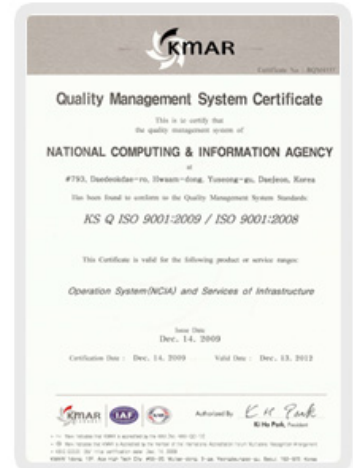 KMAR
Certificate No : 
Quality Management System Certificate
This is to certify that
the quality management system of
NATIONAL COMPUTING & INFORMATION AGENCY
at
#793, Daedeokdae-ro, Hwaam-dong, Yuseong-gu, Daejeon, Korea
Has been found to conform to the Quality Management System Standards:
KS Q ISO 9001:2009 / ISO 9001:2008
This Certificate is valid for the following product or service ranges:
Operation System(NCIA) and Services of Infrastructure
Issue Date
Dec. 14. 2009
Certification Date : Dec. 14. 2009 Valid Date : Dec. 13. 2012
KMAR IAF
Authorized By K H Park
Ki Ho Park, President